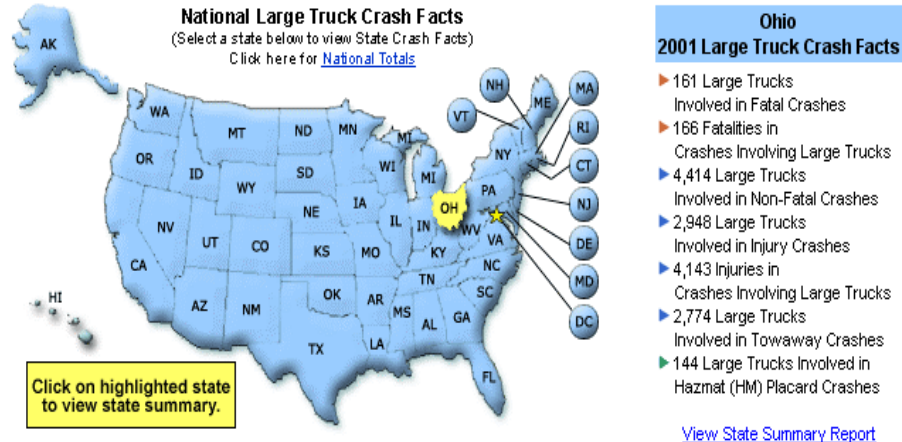 National Large Truck Crash Facts
(Select a state below to view State Crash Facts)
Click here for National Totals
AK
WA
OR
CA
NV
ID
MT
WY
UT
AZ
CO
NM
ND
SD
NE
KS
OK
TX
MN
IA
MO
AR
LA
WI
IL
MI
MI
IN
OH
KY
TN
MS
AL
GA
FL
SC
NC
VA
WV
PA
NY
VT
NH
ME
MA
RI
CT
NJ
DE
MD
DC
HI
Click on highlighted state
to view state summary.
Ohio
2001 Large Truck Crash Facts
161 Large Trucks
Involved in Fatal Crashes
166 Fatalities in
Crashes Involving Large Trucks
4,414 Large Trucks
Involved in Non-Fatal Crashes
2,948 Large Trucks
Involved in Injury Crashes
4,143 Injuries in
Crashes Involving Large Trucks
2,774 Large Trucks
Involved in Towaway Crashes
144 Large Trucks Involved in
Hazmat (HM) Placard Crashes
View State Summary Report